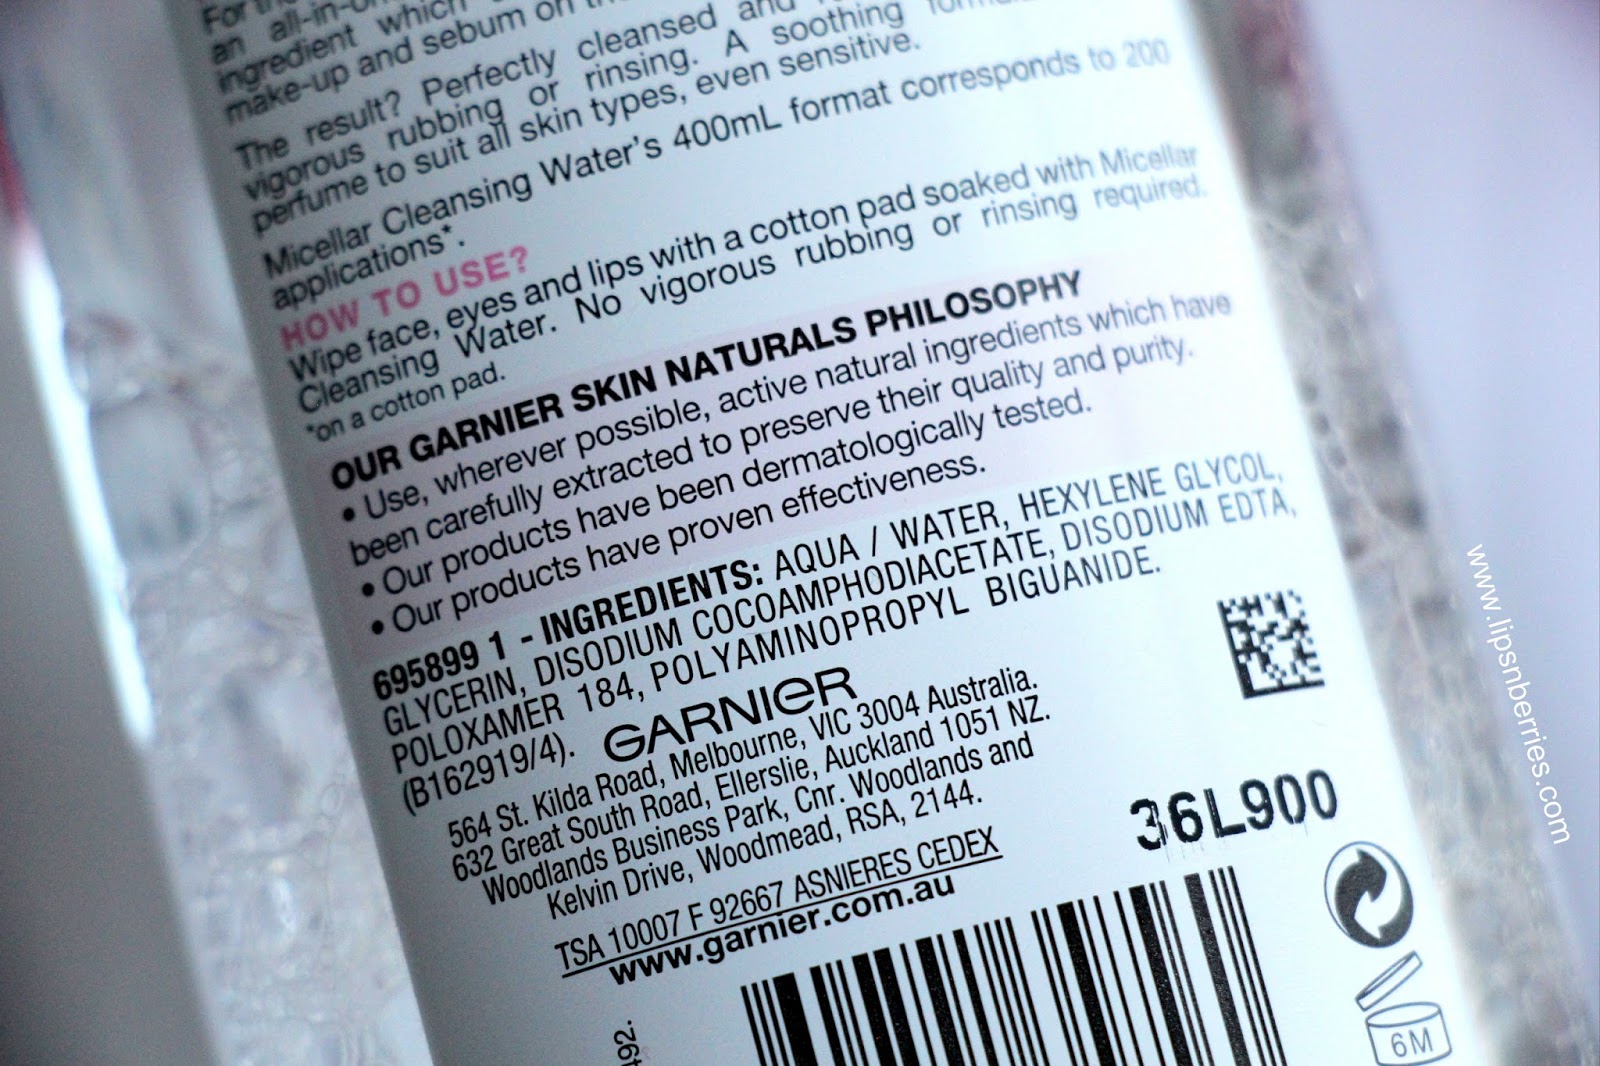 an all-in-
ingredient which
make-up and sebum on
The result? Perfectly cleansed and
vigorous rubbing or rinsing. A soothing
perfume to suit all skin types, even sensitive.
Micellar Cleansing Water's 400mL format corresponds to 200
applications*.
HOW TO USE?
Wipe face, eyes and lips with a cotton pad soaked with Micellar
Cleansing Water. No vigorous rubbing or rinsing required.
*on a cotton pad.
OUR GARNIER SKIN NATURALS PHILOSOPHY
• Use, wherever possible, active natural ingredients which have
been carefully extracted to preserve their quality and purity.
• Our products have been dermatologically tested.
• Our products have proven effectiveness.
695899 1 - INGREDIENTS: AQUA / WATER, HEXYLENE GLYCOL,
GLYCERIN, DISODIUM COCOAMPHODIACETATE, DISODIUM EDTA,
POLOXAMER 184, POLYAMINOPROPYL BIGUANIDE.
(B162919/4).
GARNIER
564 St. Kilda Road, Melbourne, VIC 3004 Australia.
632 Great South Road, Ellerslie, Auckland 1051 NZ.
Woodlands Business Park, Cnr. Woodlands and
Kelvin Drive, Woodmead, RSA, 2144.
TSA 10007 F 92667 ASNIERES CEDEX
www.garnier.com.au
36L900
6M
492.
www.lipsnberries.com